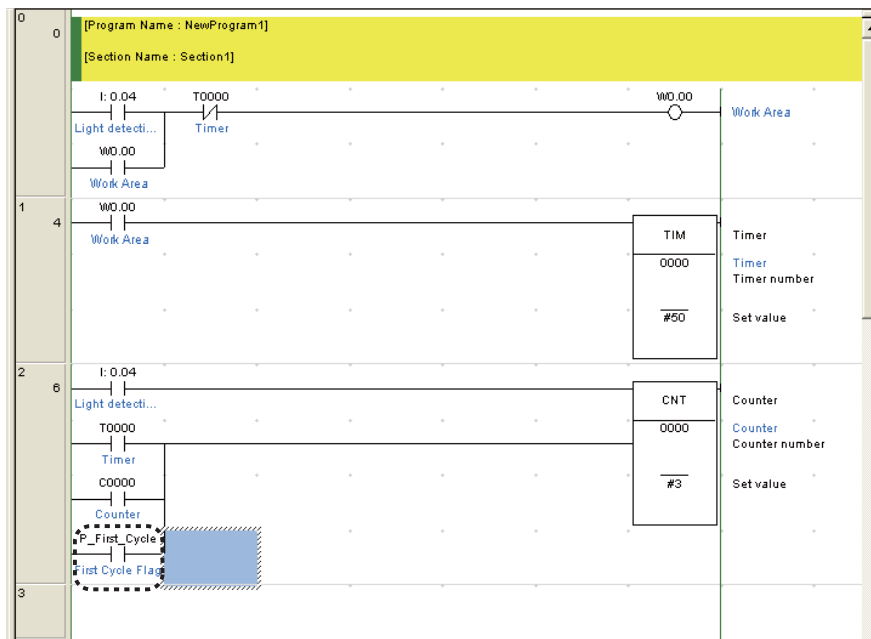 0
0
[Program Name : NewProgram1]
[Section Name : Section1]
I: 0.04
T0000
W0.00
Light detecti...
Timer
Work Area
W0.00
Work Area
1
4
W0.00
Work Area
TIM
Timer
0000
Timer
Timer number
#50
Set value
2
6
I: 0.04
Light detecti...
CNT
Counter
T0000
Timer
0000
Counter
Counter number
C0000
Counter
#3
Set value
P_First_Cycle
First Cycle Flag
3